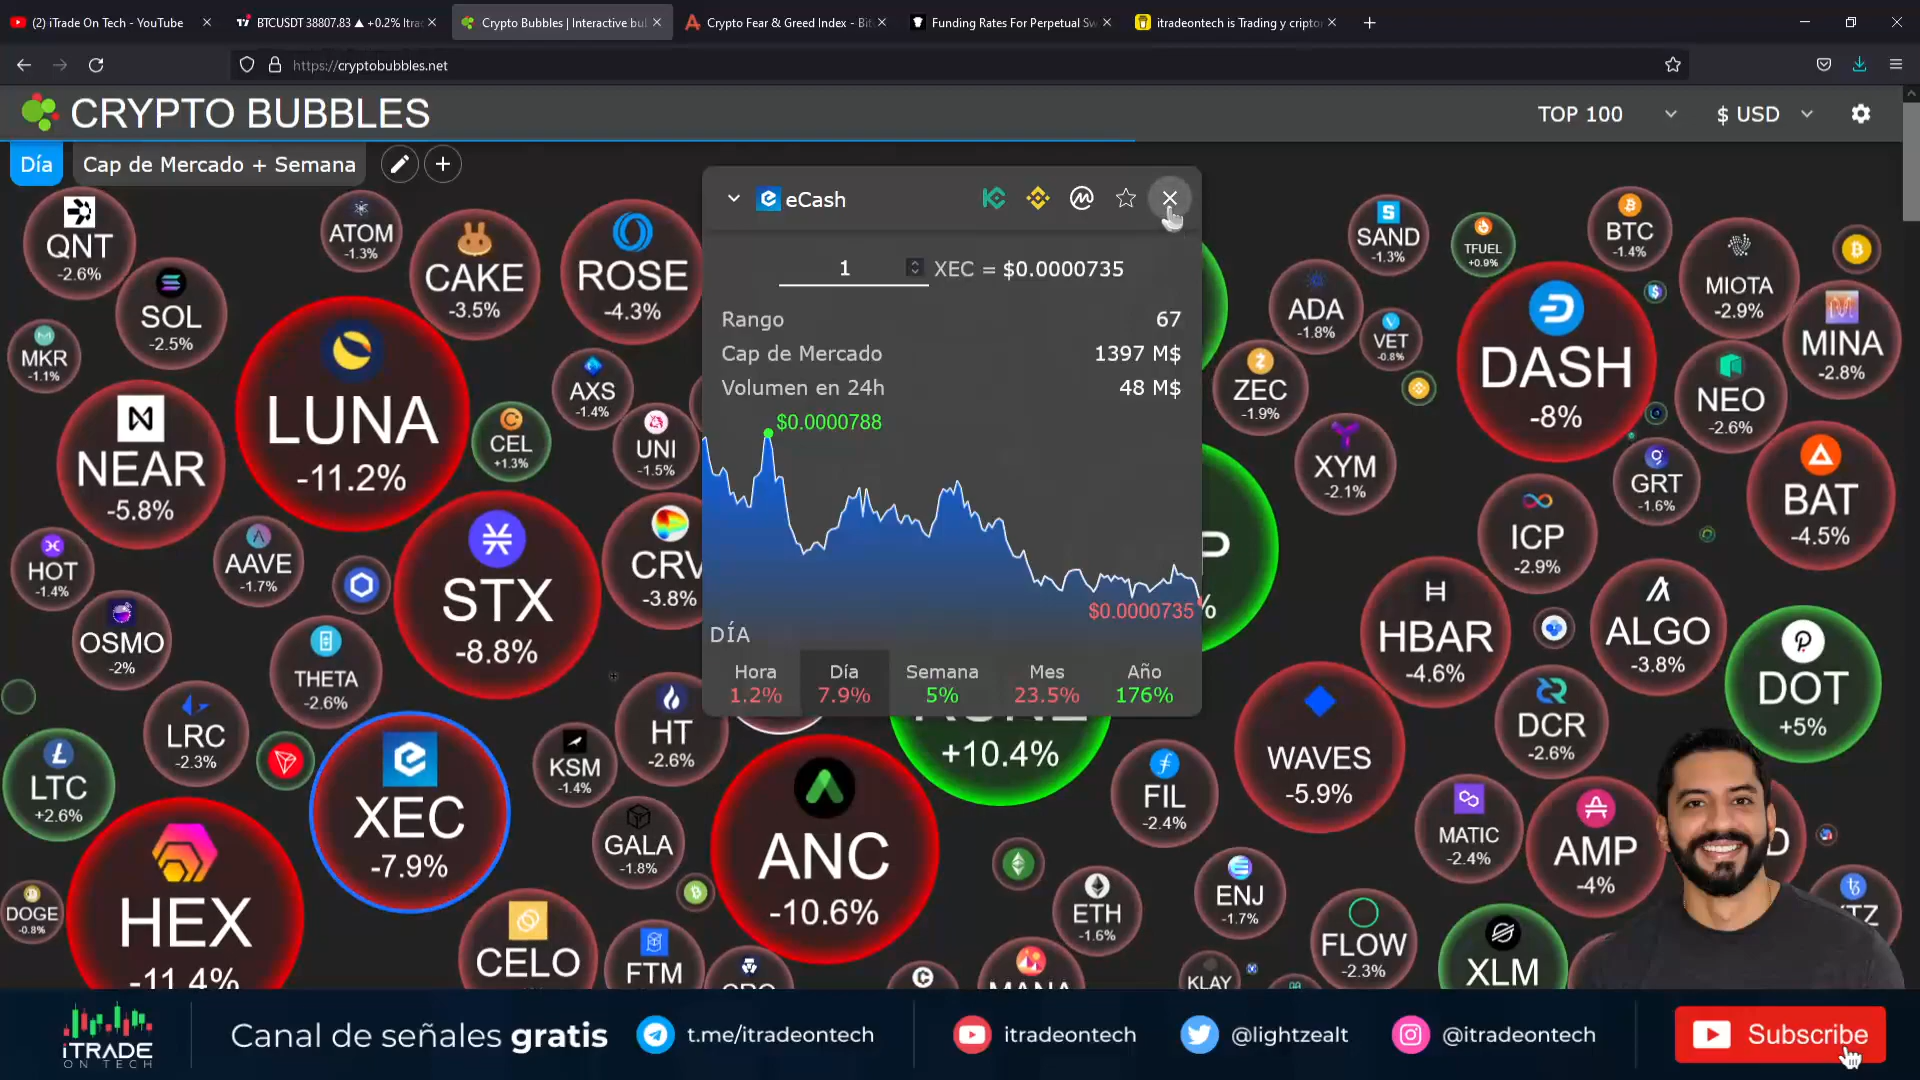 (2) iTrade On Tech - YouTube
BTCUSDT 38807.83 ▲ +0.2% Itra
Crypto Bubbles | Interactive bu
Crypto Fear & Greed Index - Bit
Funding Rates For Perpetual Sw
itradeontech is Trading y cripto
https://cryptobubbles.net
CRYPTO BUBBLES
TOP 100
$ USD
Día
Cap de Mercado + Semana
eCash
1
XEC = $0.0000735
Rango 67
Cap de Mercado 1397 M$
Volumen en 24h 48 M$
$0.0000788
$0.0000735
DÍA
Hora Día Semana Mes Año
1.2% 7.9% 5% 23.5% 176%
QNT
-2.6%
ATOM
-1.3%
CAKE
-3.5%
ROSE
-4.3%
SOL
-2.5%
MKR
-1.1%
LUNA
-11.2%
AXS
-1.4%
NEAR
-5.8%
CEL
+1.3%
UNI
-1.5%
HOT
-1.4%
AAVE
-1.7%
STX
-8.8%
CRV
-3.8%
OSMO
-2%
THETA
-2.6%
LRC
-2.3%
HT
-2.6%
LTC
+2.6%
XEC
-7.9%
KSM
-1.4%
GALA
-1.8%
ANC
-10.6%
+10.4%
HEX
-11.4%
DOGE
-0.8%
CELO
FTM
SAND
-1.3%
TFUEL
+0.9%
BTC
-1.4%
MIOTA
-2.9%
ADA
-1.8%
VET
-0.8%
DASH
-8%
MINA
-2.8%
ZEC
-1.9%
NEO
-2.6%
XYM
-2.1%
GRT
-1.6%
BAT
-4.5%
P
%
ICP
-2.9%
HBAR
-4.6%
ALGO
-3.8%
DOT
+5%
WAVES
-5.9%
DCR
-2.6%
FIL
-2.4%
MATIC
-2.4%
AMP
-4%
D
ETH
-1.6%
ENJ
-1.7%
FLOW
-2.3%
XLM
KLAY
MANA
iTRADE
ON TECH
Canal de señales gratis
t.me/itradeontech
itradeontech
@lightzealt
@itradeontech
Subscribe